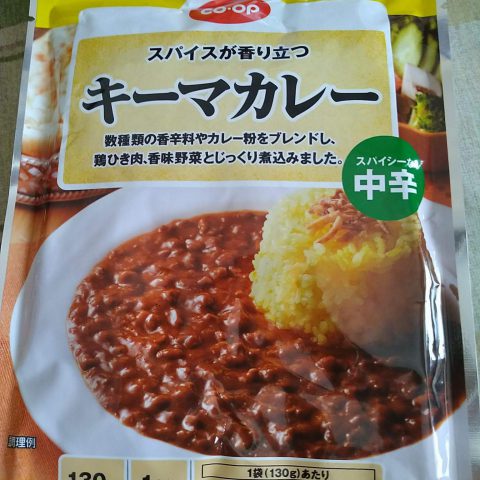 co·op
スパイスが香り立つ
キーマカレー
数種類の香辛料やカレー粉をブレンドし、
鶏ひき肉、香味野菜とじっくり煮込みました。
スパイシーな
中辛
調理例
130
1袋(130g)あたり